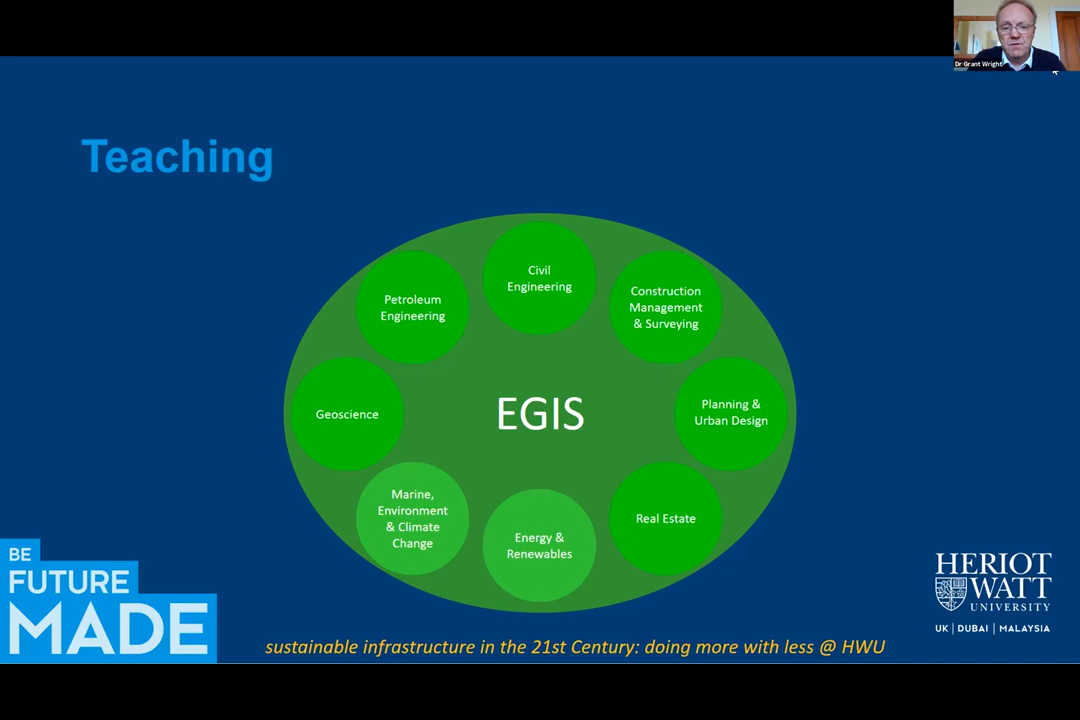 Dr Grant Wright
Teaching
Civil
Engineering
Petroleum
Engineering
Construction
Management
& Surveying
Geoscience
EGIS
Planning &
Urban Design
Marine,
Environment
& Climate
Change
Energy &
Renewables
Real Estate
BE
FUTURE
MADE
HERIOT
WATT
UNIVERSITY
UK | DUBAI | MALAYSIA
sustainable infrastructure in the 21st Century: doing more with less @ HWU